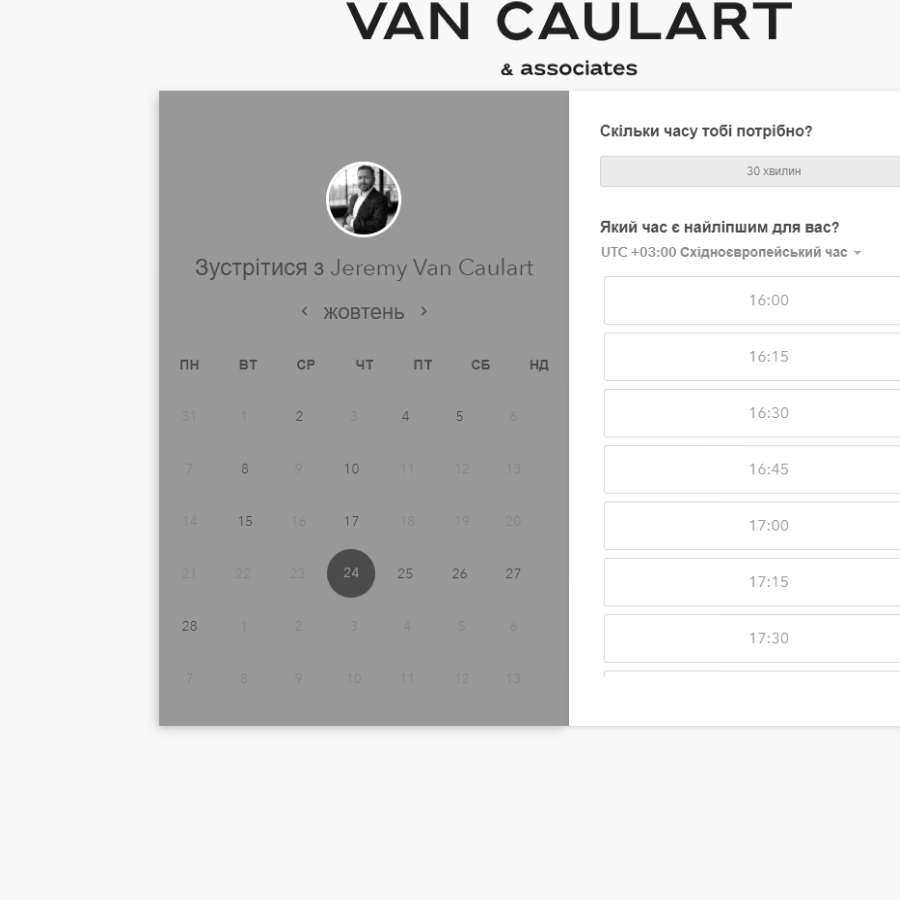 VAN CAULART
& associates
Зустрітися з Jeremy Van Caulart
жовтень
ПН ВТ СР ЧТ ПТ СБ НД
31 1 2 3 4 5 6
7 8 9 10 11 12 13
14 15 16 17 18 19 20
21 22 23 24 25 26 27
28 1 2 3 4 5 6
7 8 9 10 11 12 13
Скільки часу тобі потрібно?
30 хвилин
Який час є найліпшим для вас?
UTC +03:00 Східноєвропейський час
16:00
16:15
16:30
16:45
17:00
17:15
17:30